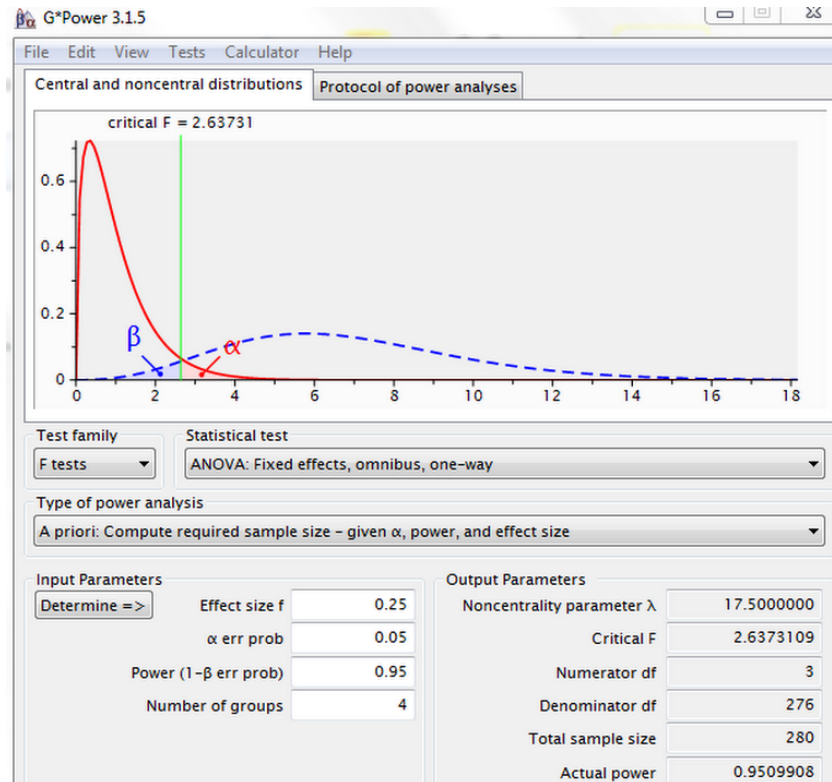 βα G*Power 3.1.5
File Edit View Tests Calculator Help
Central and noncentral distributions Protocol of power analyses
critical F = 2.63731
0.6
0.4
0.2
0
β
α
0 2 4 6 8 10 12 14 16 18
Test family Statistical test
F tests ANOVA: Fixed effects, omnibus, one-way
Type of power analysis
A priori: Compute required sample size – given α, power, and effect size
Input Parameters Output Parameters
Determine => Effect size f 0.25 Noncentrality parameter λ 17.5000000
α err prob 0.05 Critical F 2.6373109
Power (1-β err prob) 0.95 Numerator df 3
Number of groups 4 Denominator df 276
Total sample size 280
Actual power 0.9509908